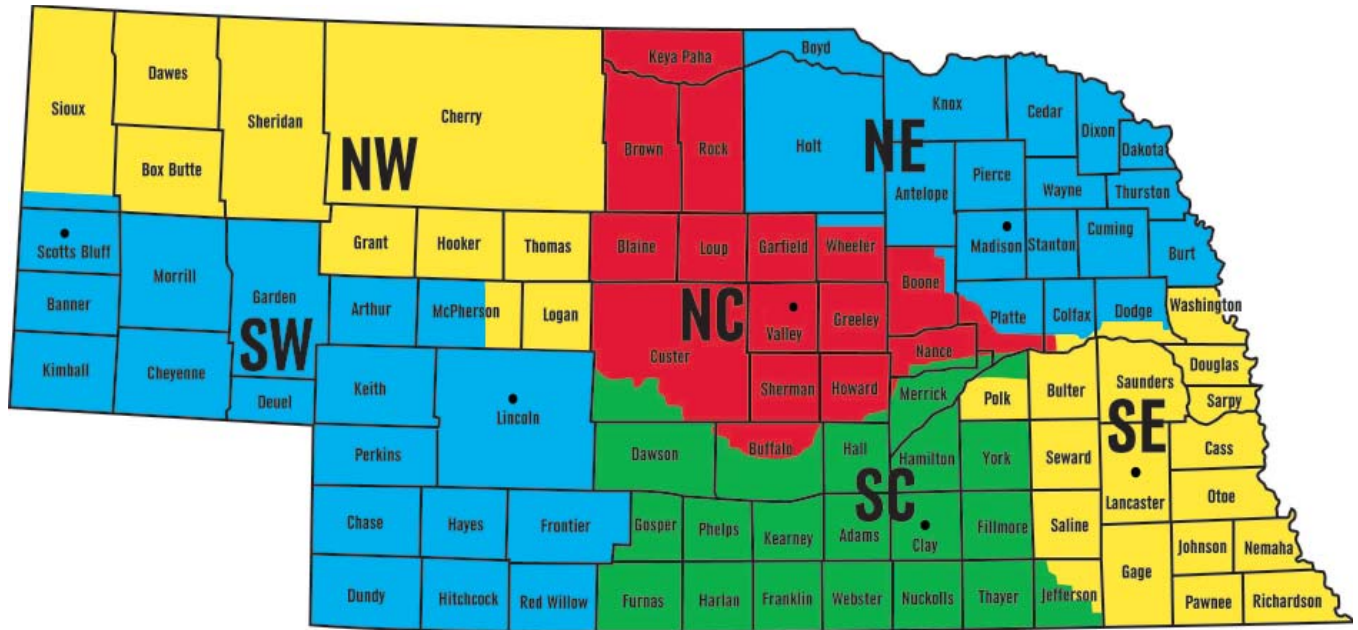 Keya Paha
Boyd
Dawes
Sioux
Sheridan
Cherry
Knox
Cedar
Dixon
Dakota
NW
NE
Brown
Rock
Holt
Box Butte
Antelope
Pierce
Wayne
Thurston
Grant
Hooker
Thomas
Blaine
Loup
Garfield
Wheeler
Madison
Stanton
Cuming
Burt
Scotts Bluff
Morrill
Garden
Arthur
McPherson
Logan
NC
Boone
Banner
Custer
Valley
Greeley
Platte
Colfax
Dodge
Washington
SW
Kimball
Cheyenne
Deuel
Keith
Lincoln
Sherman
Howard
Nance
Merrick
Polk
Bulter
Saunders
Douglas
Sarpy
SE
Perkins
Dawson
Buffalo
Hall
Hamilton
York
Seward
Lancaster
Cass
Otoe
SC
Chase
Hayes
Frontier
Gosper
Phelps
Kearney
Adams
Clay
Fillmore
Saline
Gage
Johnson
Nemaha
Dundy
Hitchcock
Red Willow
Furnas
Harlan
Franklin
Webster
Nuckolls
Thayer
Jefferson
Pawnee
Richardson